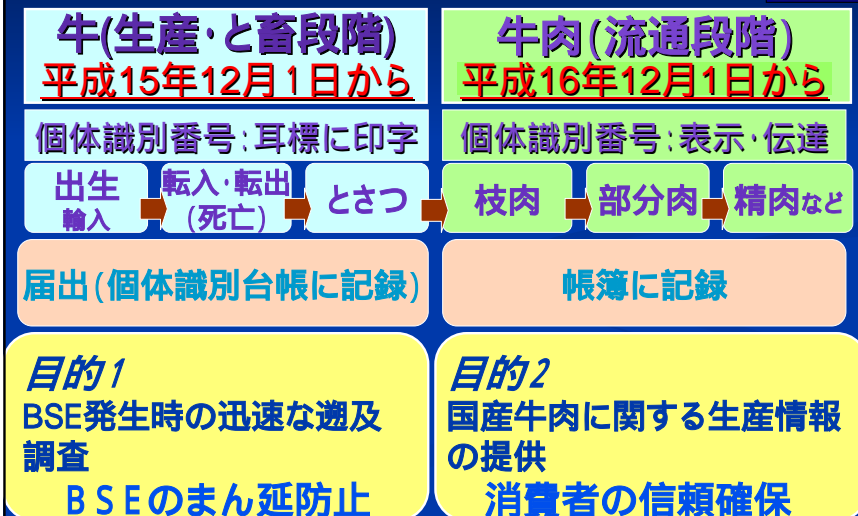 牛(生産･と畜段階)
平成15年12月1日から
個体識別番号:耳標に印字
出生
輸入
転入･転出
(死亡)
とさつ
届出(個体識別台帳に記録)
目的1
BSE発生時の迅速な遡及
調査
BSEのまん延防止
牛肉(流通段階)
平成16年12月1日から
個体識別番号:表示･伝達
枝肉
部分肉
精肉など
帳簿に記録
目的2
国産牛肉に関する生産情報
の提供
消費者の信頼確保